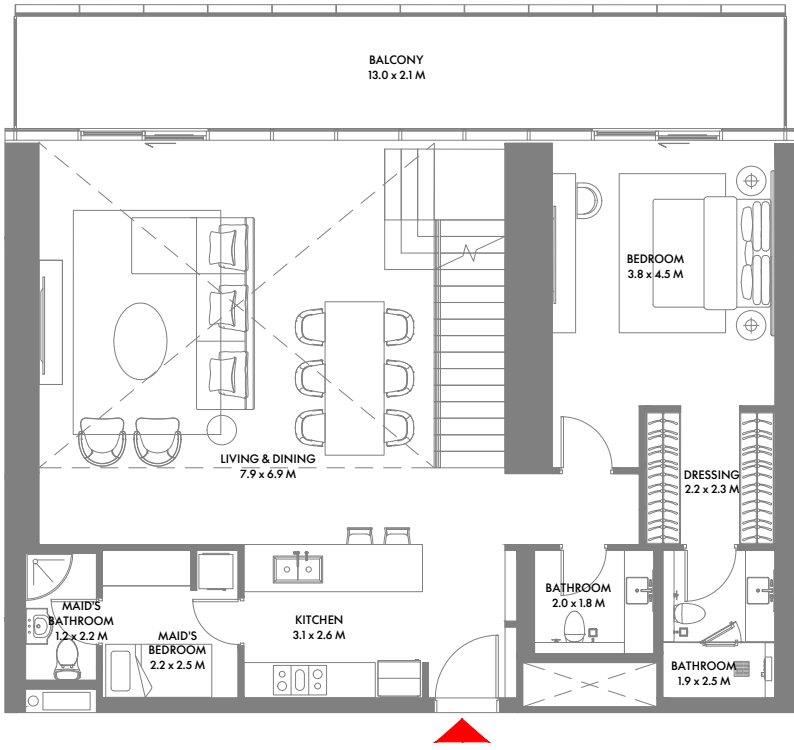 BALCONY
13.0 x 2.1 M
BEDROOM
3.8 x 4.5 M
LIVING & DINING
7.9 x 6.9 M
DRESSING
2.2 x 2.3 M
MAID'S
BATHROOM
1.2 x 2.2 M
MAID'S
BEDROOM
2.2 x 2.5 M
KITCHEN
3.1 x 2.6 M
BATHROOM
2.0 x 1.8 M
BATHROOM
1.9 x 2.5 M